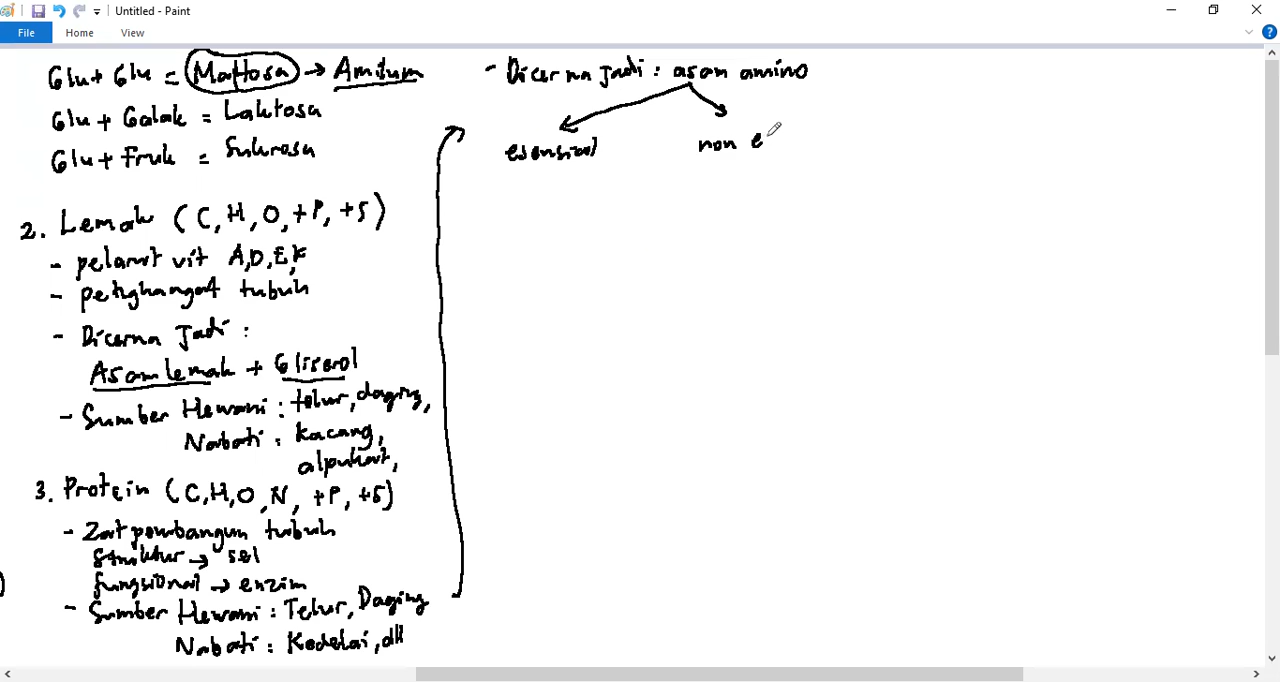 Untitled - Paint
File Home View
Glu + Glu = Maltosa → Amilum
Glu + Galak = Laktosa
Glu + Fruk = Sukrosa
2. Lemak (C, H, O, +P, +S)
- pelarut vit A,D,E,K
- penghangat tubuh
- Dicerna Jadi :
Asam lemak + Gliserol
- Sumber Hewani : telur, daging,
Nabati : kacang,
alpukat,
3. Protein (C,H,O,N, +P, +S)
- Zat pembangun tubuh
struktur → sel
fungsional → enzim
- Sumber Hewani : Telur, Daging
Nabati : Kedelai, dll
- Dicerna Jadi : asam amino
esensial non e